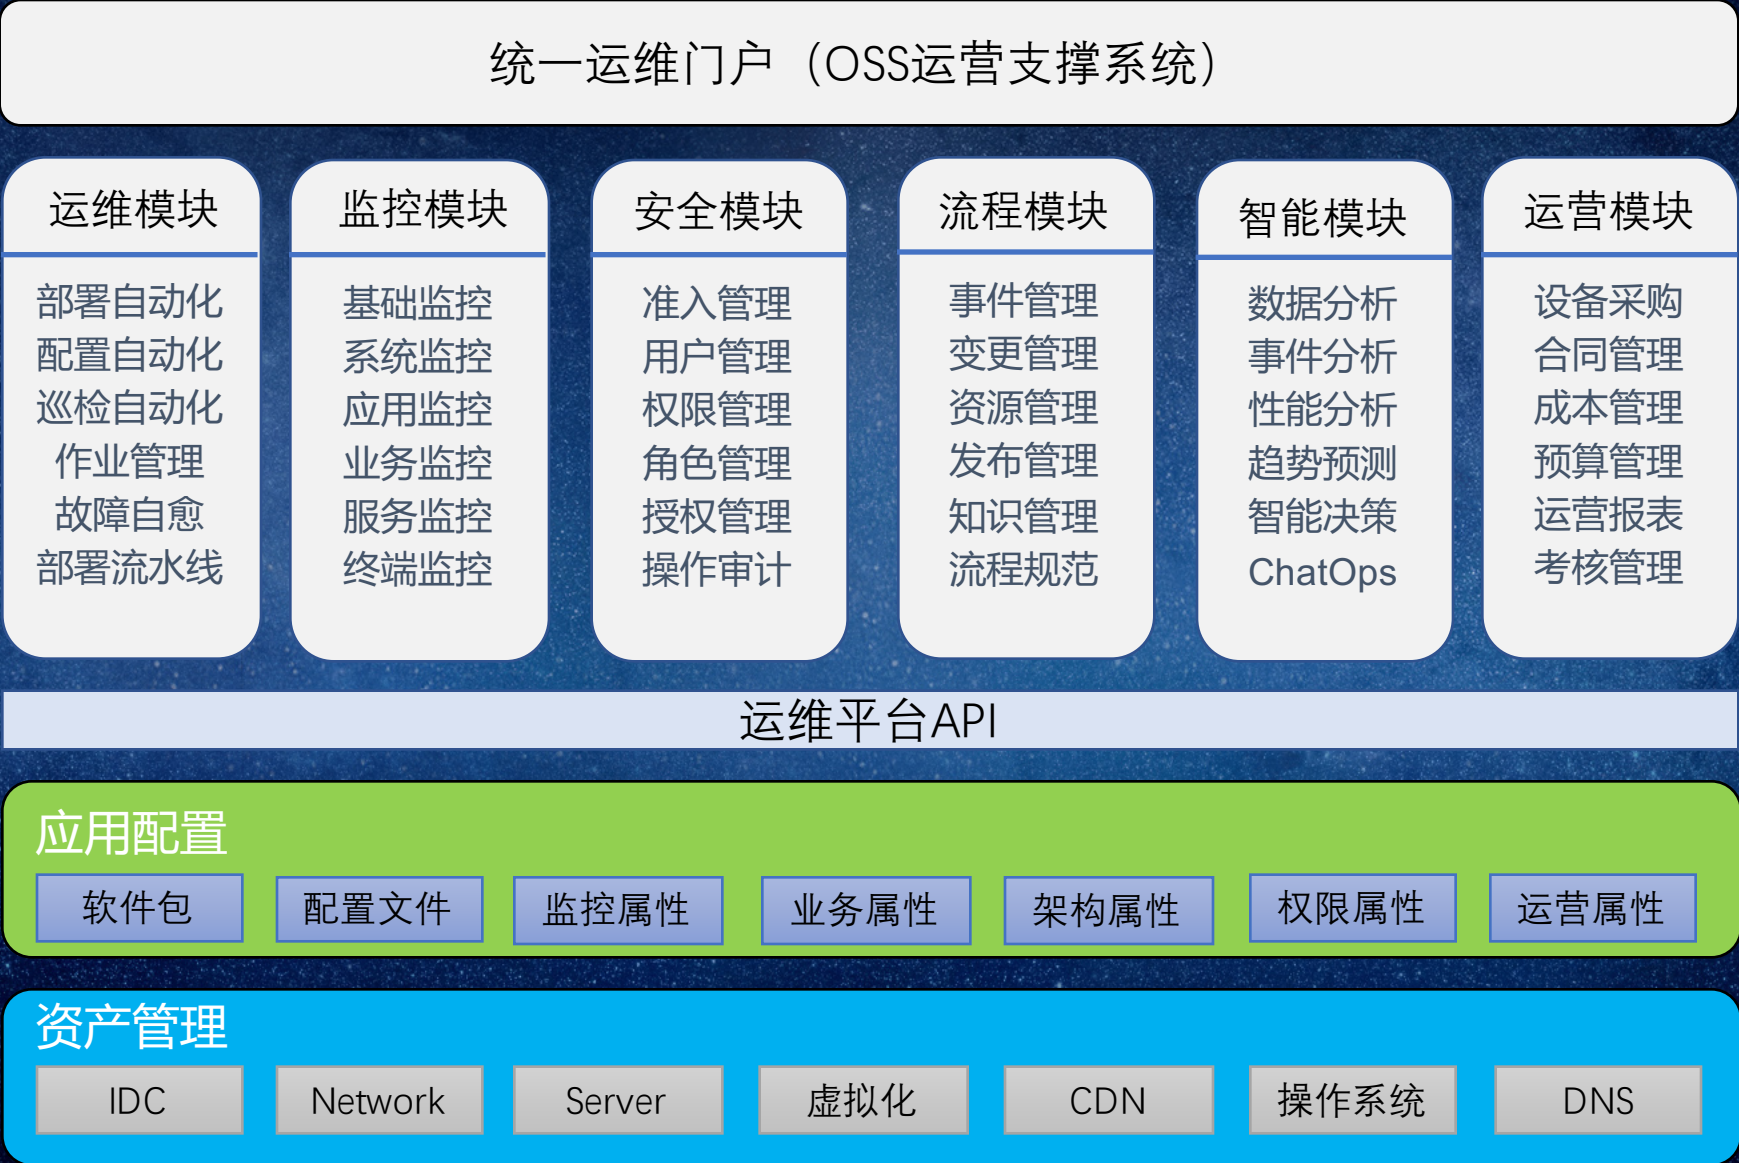 统一运维门户（OSS运营支撑系统）
运维模块
部署自动化
配置自动化
巡检自动化
作业管理
故障自愈
部署流水线
监控模块
基础监控
系统监控
应用监控
业务监控
服务监控
终端监控
安全模块
准入管理
用户管理
权限管理
角色管理
授权管理
操作审计
流程模块
事件管理
变更管理
资源管理
发布管理
知识管理
流程规范
智能模块
数据分析
事件分析
性能分析
趋势预测
智能决策
ChatOps
运营模块
设备采购
合同管理
成本管理
预算管理
运营报表
考核管理
运维平台API
应用配置
软件包
配置文件
监控属性
业务属性
架构属性
权限属性
运营属性
资产管理
IDC
Network
Server
虚拟化
CDN
操作系统
DNS